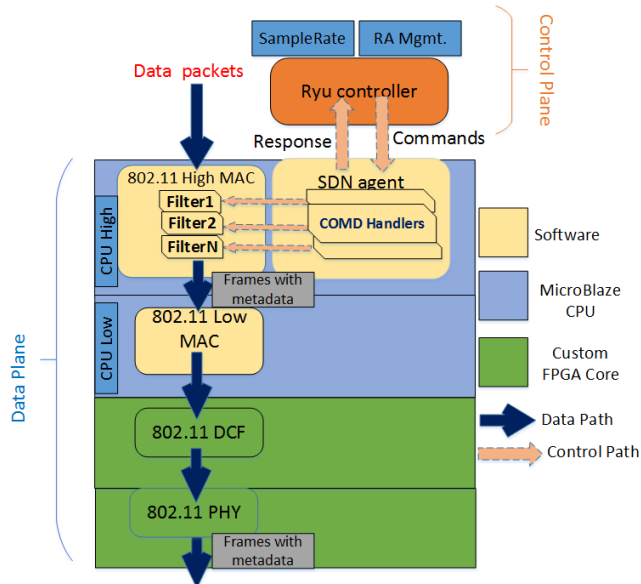 SampleRate
RA Mgmt.
Control Plane
Ryu controller
Data packets
Response
Commands
802.11 High MAC
SDN agent
Filter1
Filter2
FilterN
COMD Handlers
CPU High
Frames with
metadata
CPU Low
802.11 Low
MAC
Data Plane
802.11 DCF
802.11 PHY
Frames with
metadata
Software
MicroBlaze
CPU
Custom
FPGA Core
Data Path
Control Path